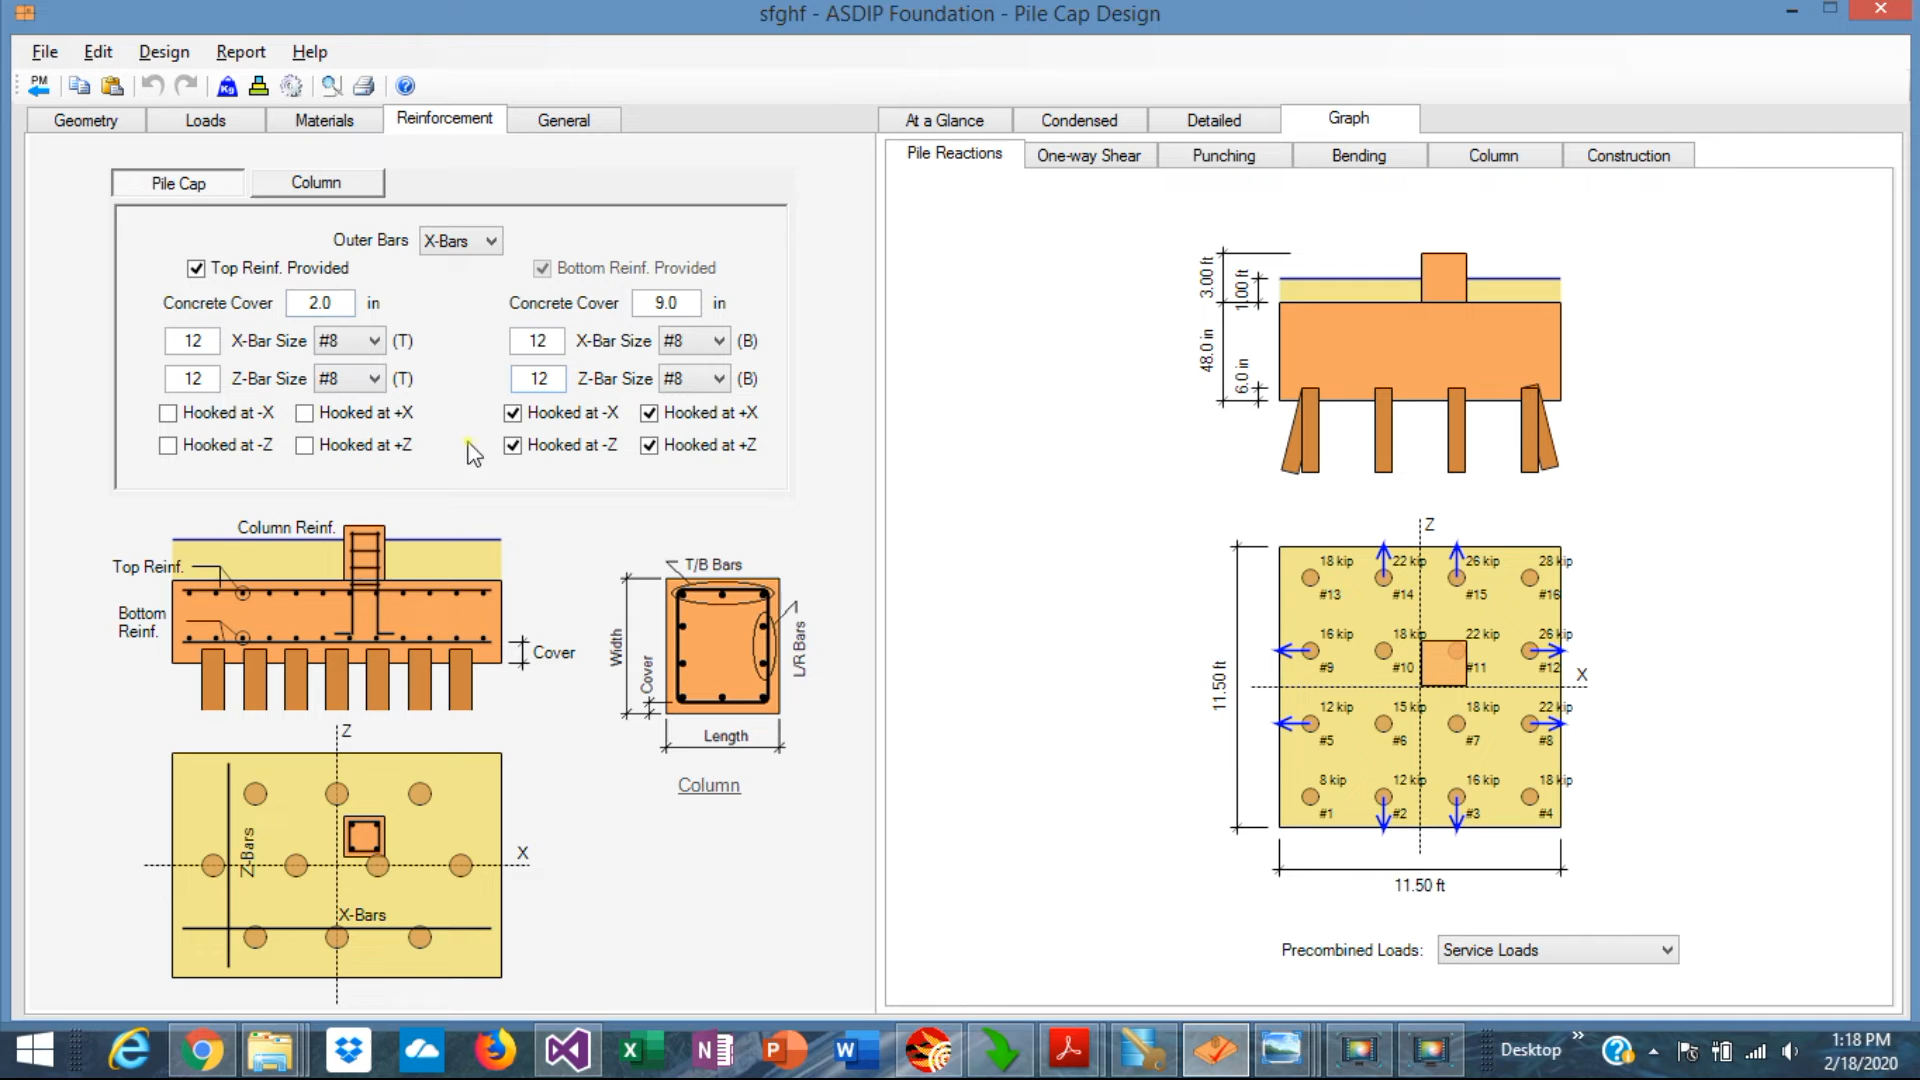 sfghf - ASDIP Foundation - Pile Cap Design
File Edit Design Report Help
PM
Kg
Geometry Loads Materials Reinforcement General
At a Glance Condensed Detailed Graph
Pile Reactions One-way Shear Punching Bending Column Construction
Pile Cap Column
Outer Bars X-Bars
Top Reinf. Provided Bottom Reinf. Provided
Concrete Cover 2.0 in Concrete Cover 9.0 in
12 X-Bar Size #8 (T) 12 X-Bar Size #8 (B)
12 Z-Bar Size #8 (T) 12 Z-Bar Size #8 (B)
Hooked at -X Hooked at +X Hooked at -X Hooked at +X
Hooked at -Z Hooked at +Z Hooked at -Z Hooked at +Z
Column Reinf.
Top Reinf.
Bottom
Reinf.
Cover
T/B Bars
Width
Cover
L/R Bars
Length
Column
Z
Z-Bars
X
X-Bars
3.00 ft
1.00 ft
48.0 in
6.0 in
Z
18 kip 22 kip 26 kip 28 kip
#13 #14 #15 #16
16 kip 18 kip 22 kip 26 kip
#9 #10 #11 #12
X
11.50 ft
12 kip 15 kip 18 kip 22 kip
#5 #6 #7 #8
8 kip 12 kip 16 kip 18 kip
#1 #2 #3 #4
11.50 ft
Precombined Loads: Service Loads
Desktop
1:18 PM
2/18/2020